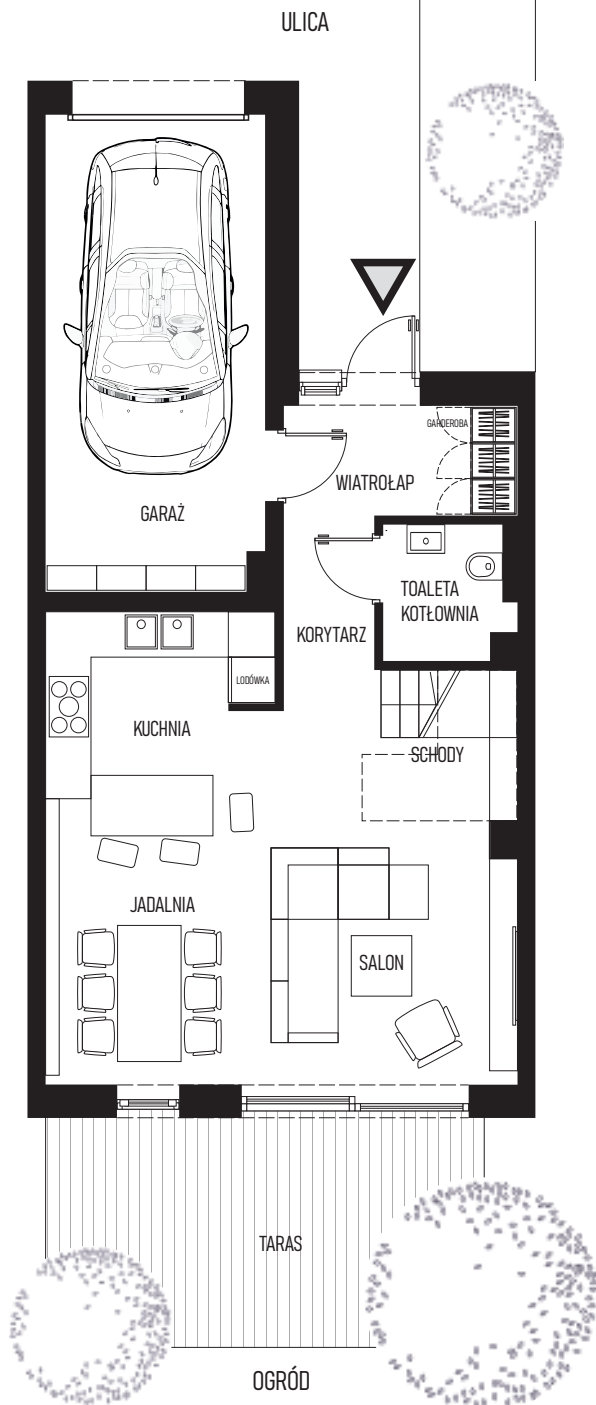 ULICA
GARDEROBA
WIATROŁAP
GARAŻ
TOALETA
KOTŁOWNIA
KORYTARZ
LODÓWKA
KUCHNIA
SCHODY
JADALNIA
SALON
TARAS
OGRÓD